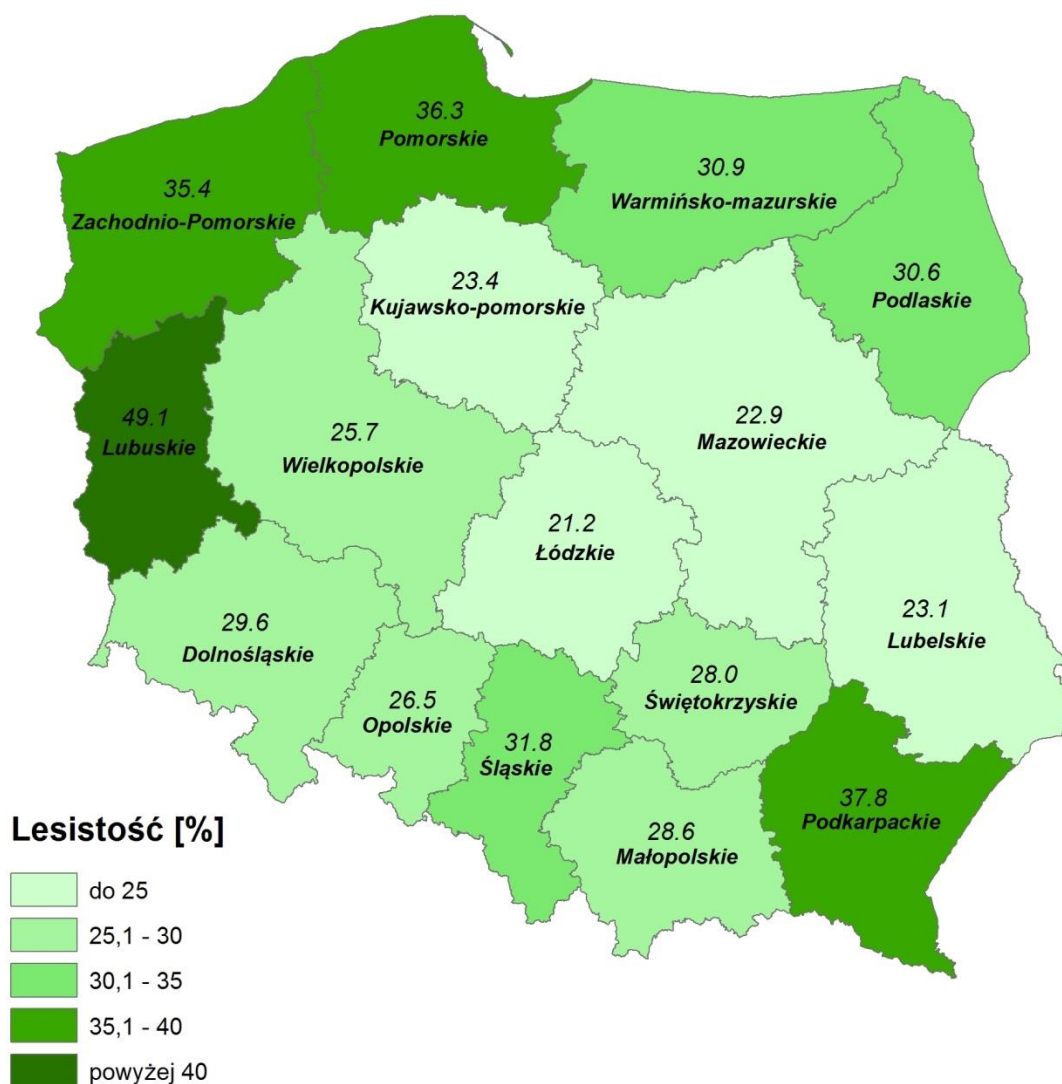 36.3
Pomorskie
35.4
Zachodnio-Pomorskie
30.9
Warmińsko-mazurskie
30.6
Podlaskie
23.4
Kujawsko-pomorskie
49.1
Lubuskie
25.7
Wielkopolskie
22.9
Mazowieckie
21.2
Łódzkie
23.1
Lubelskie
29.6
Dolnośląskie
26.5
Opolskie
28.0
Świętokrzyskie
31.8
Śląskie
37.8
Podkarpackie
28.6
Małopolskie
Lesistość [%]
do 25
25,1 - 30
30,1 - 35
35,1 - 40
powyżej 40